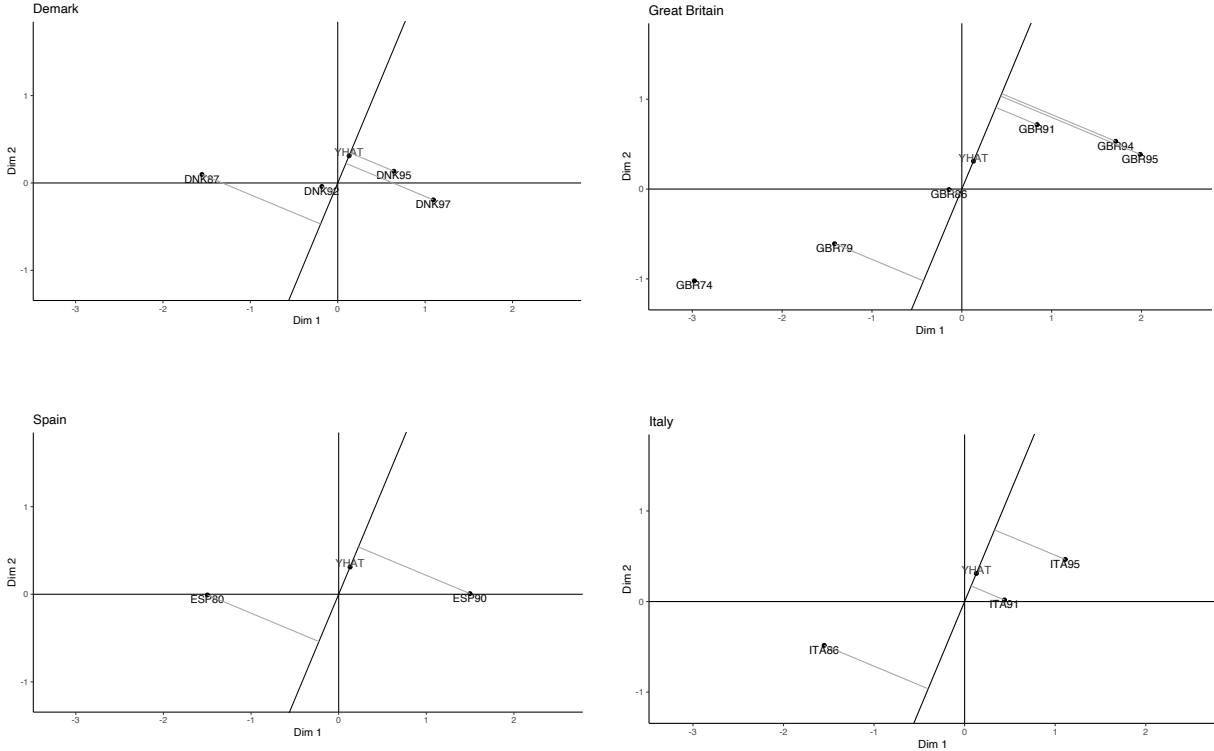 Demark
Dim 2
1
0
-1
YHAT
DNK87
DNK95
DNK92
DNK97
-3
-2
-1
0
1
2
Dim 1
Great Britain
Dim 2
1
0
-1
GBR91
GBR94
GBR95
YHAT
GBR86
GBR79
GBR74
-3
-2
-1
0
1
2
Dim 1
Spain
Dim 2
1
0
-1
YHAT
ESP80
ESP90
-3
-2
-1
0
1
2
Dim 1
Italy
Dim 2
1
0
-1
ITA95
YHAT
ITA91
ITA86
-3
-2
-1
0
1
2
Dim 1